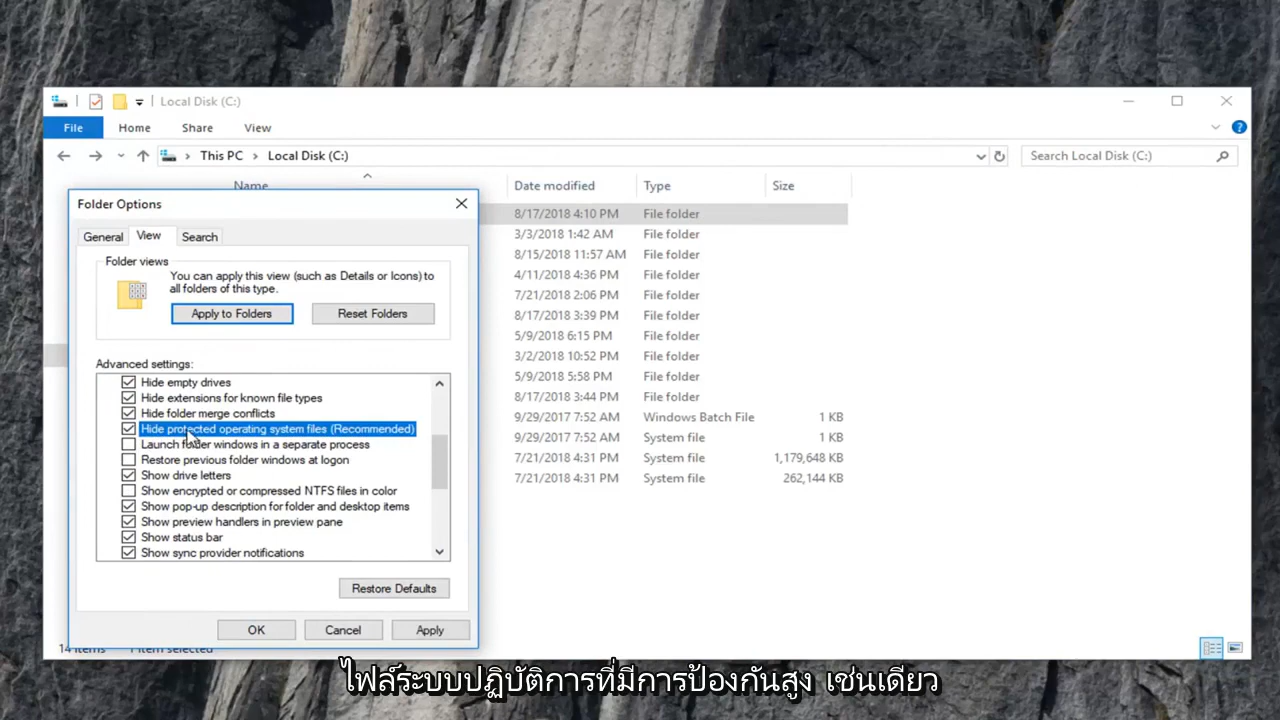 Local Disk (C:)
File Home Share View
This PC > Local Disk (C:) Search Local Disk (C:)
Name Date modified Type Size
Folder Options
General View Search
Folder views
You can apply this view (such as Details or Icons) to
all folders of this type.
Apply to Folders Reset Folders
Advanced settings:
Hide empty drives
Hide extensions for known file types
Hide folder merge conflicts
Hide protected operating system files (Recommended)
Launch folder windows in a separate process
Restore previous folder windows at logon
Show drive letters
Show encrypted or compressed NTFS files in color
Show pop-up description for folder and desktop items
Show preview handlers in preview pane
Show status bar
Show sync provider notifications
Restore Defaults
OK Cancel Apply
8/17/2018 4:10 PM File folder
3/3/2018 1:42 AM File folder
8/15/2018 11:57 AM File folder
4/11/2018 4:36 PM File folder
7/21/2018 2:06 PM File folder
8/17/2018 3:39 PM File folder
5/9/2018 6:15 PM File folder
3/2/2018 10:52 PM File folder
5/9/2018 5:58 PM File folder
8/17/2018 3:44 PM File folder
9/29/2017 7:52 AM Windows Batch File 1 KB
9/29/2017 7:52 AM System file 1 KB
7/21/2018 4:31 PM System file 1,179,648 KB
7/21/2018 4:31 PM System file 262,144 KB
14 items 1 item selected
ไฟล์ระบบปฏิบัติการที่มีการป้องกันสูง เช่นเดียว